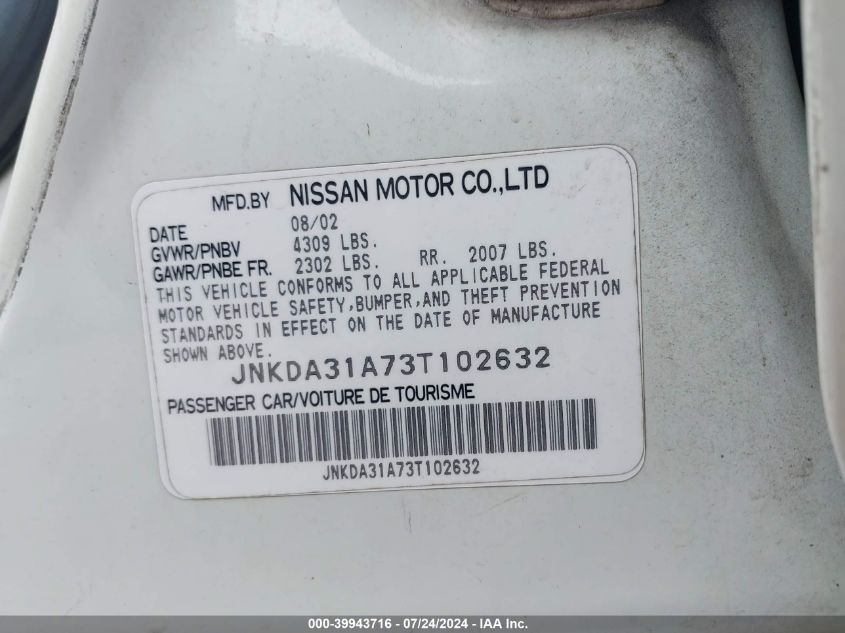 MFD.BY NISSAN MOTOR CO.,LTD
DATE 08/02
GVWR/PNBV 4309 LBS.
GAWR/PNBE FR. 2302 LBS. RR. 2007 LBS.
THIS VEHICLE CONFORMS TO ALL APPLICABLE FEDERAL
MOTOR VEHICLE SAFETY,BUMPER,AND THEFT PREVENTION
STANDARDS IN EFFECT ON THE DATE OF MANUFACTURE
SHOWN ABOVE.
JNKDA31A73T102632
PASSENGER CAR/VOITURE DE TOURISME
JNKDA31A73T102632
000-39943716 - 07/24/2024 - IAAI.com